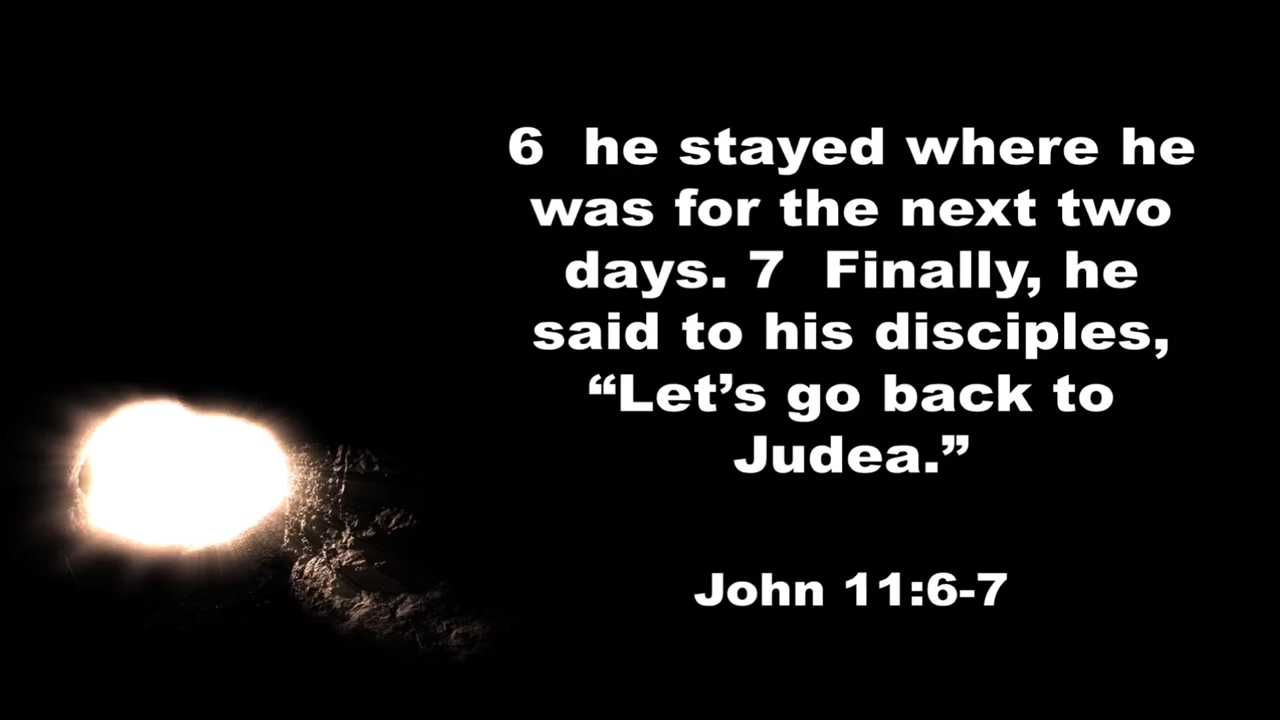 6  he stayed where he
was for the next two
days. 7  Finally, he
said to his disciples,
“Let’s go back to
Judea.”
John 11:6-7